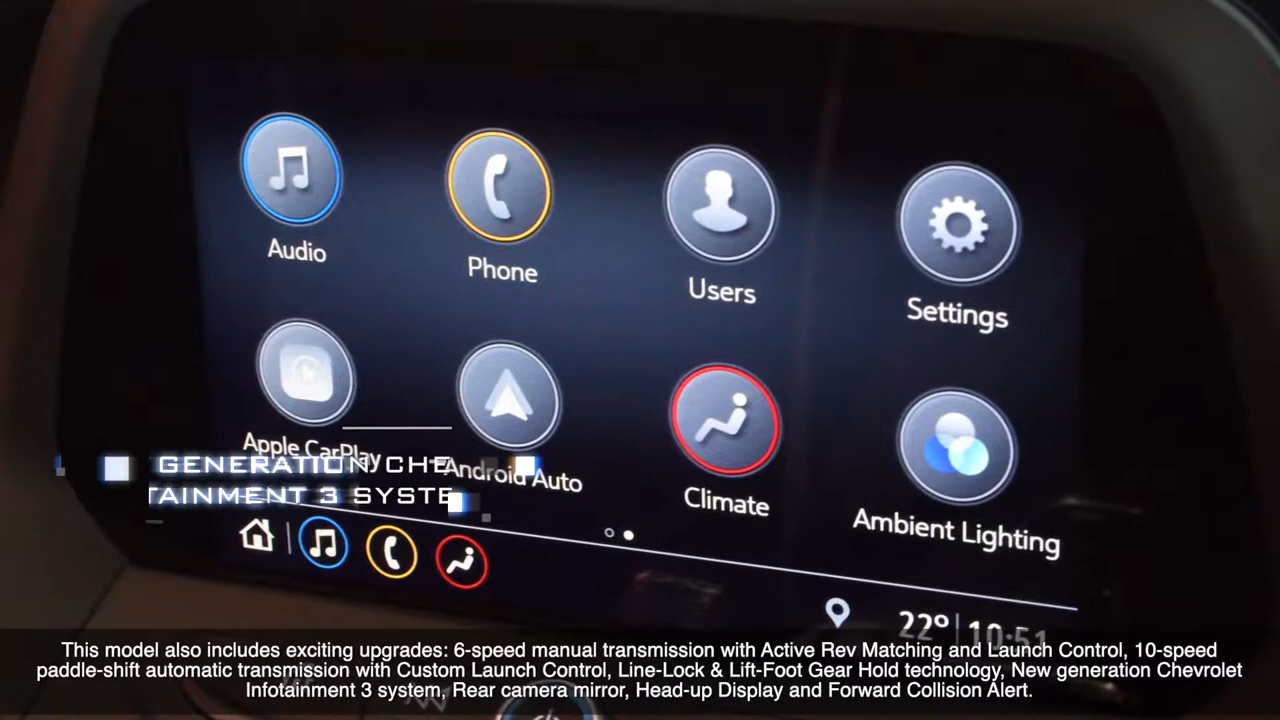 Audio
Phone
Users
Settings
Apple CarPlay
Android Auto
Climate
Ambient Lighting
GENERATION CHE
TAINMENT 3 SYSTE
22° 10:51
This model also includes exciting upgrades: 6-speed manual transmission with Active Rev Matching and Launch Control, 10-speed
paddle-shift automatic transmission with Custom Launch Control, Line-Lock & Lift-Foot Gear Hold technology, New generation Chevrolet
Infotainment 3 system, Rear camera mirror, Head-up Display and Forward Collision Alert.